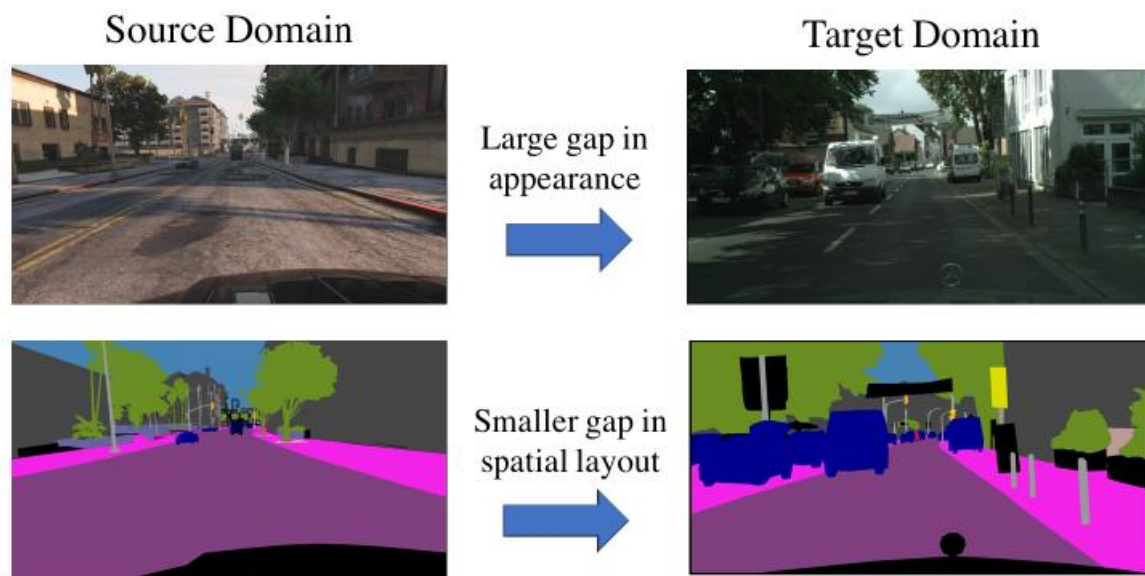 Source Domain
Target Domain
Large gap in
appearance
Smaller gap in
spatial layout